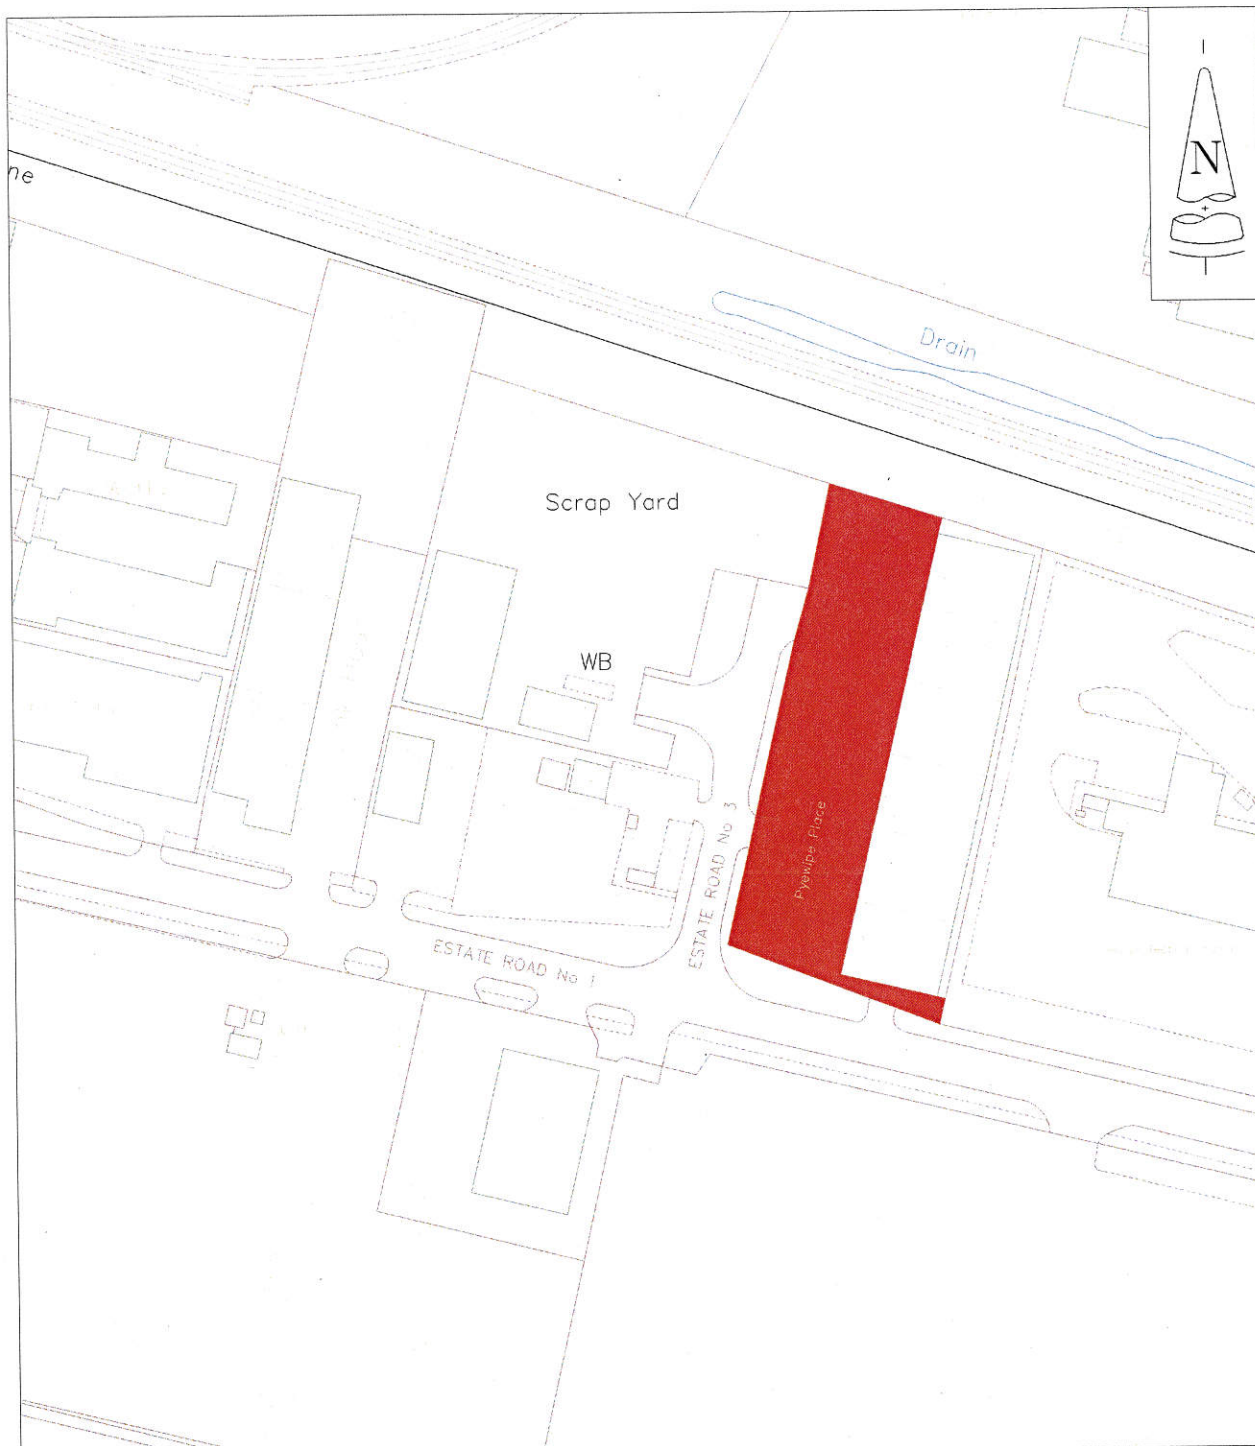 N
ne
Drain
Scrap Yard
WB
ESTATE ROAD No 3
Pyewipe Place
ESTATE ROAD No 1